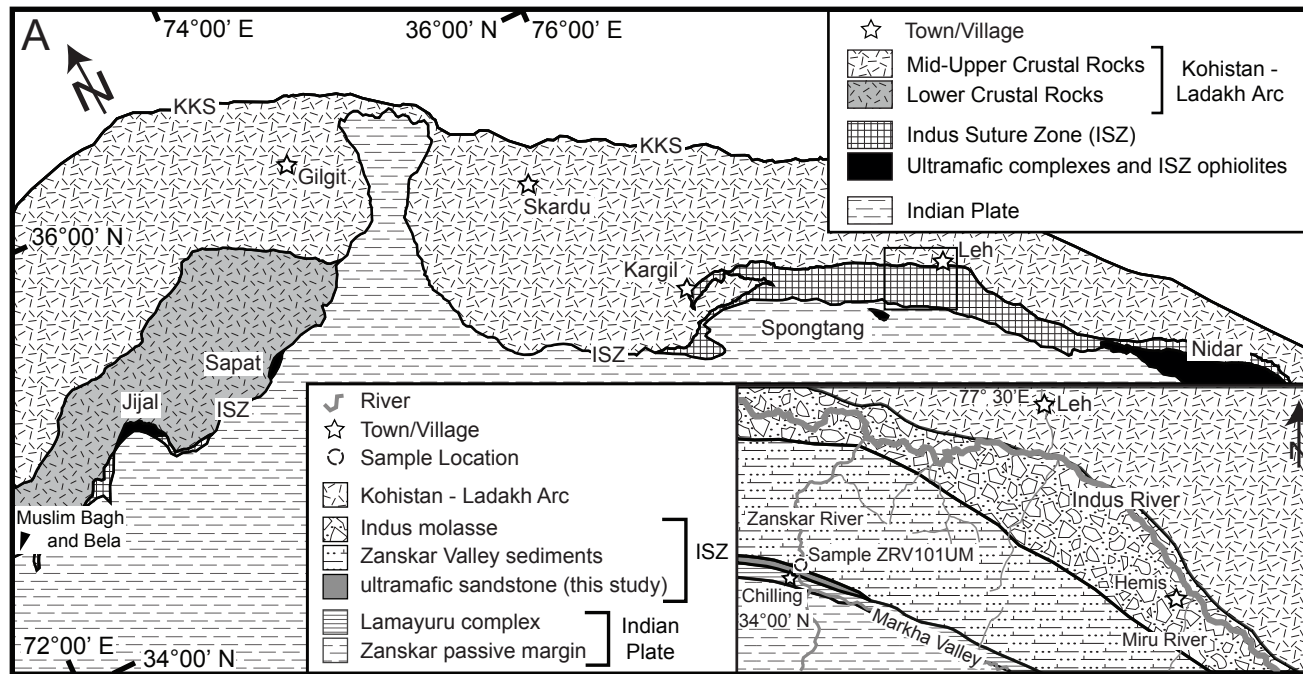 A
74°00’ E
36°00’ N
76°00’ E
N
KKS
KKS
Gilgit
Skardu
36°00’ N
Kargil
Leh
Spongtang
Nidar
ISZ
Sapat
Jijal
ISZ
Muslim Bagh
and Bela
72°00’ E
34°00’ N
Town/Village
Mid-Upper Crustal Rocks
Lower Crustal Rocks
Kohistan -
Ladakh Arc
Indus Suture Zone (ISZ)
Ultramafic complexes and ISZ ophiolites
Indian Plate
River
Town/Village
Sample Location
Kohistan - Ladakh Arc
Indus molasse
Zanskar Valley sediments
ultramafic sandstone (this study)
ISZ
Lamayuru complex
Zanskar passive margin
Indian
Plate
77° 30’ E
Leh
N
Indus River
Zanskar River
Sample ZRV101UM
Hemis
Chilling
34°00’ N
Markha Valley
Miru River